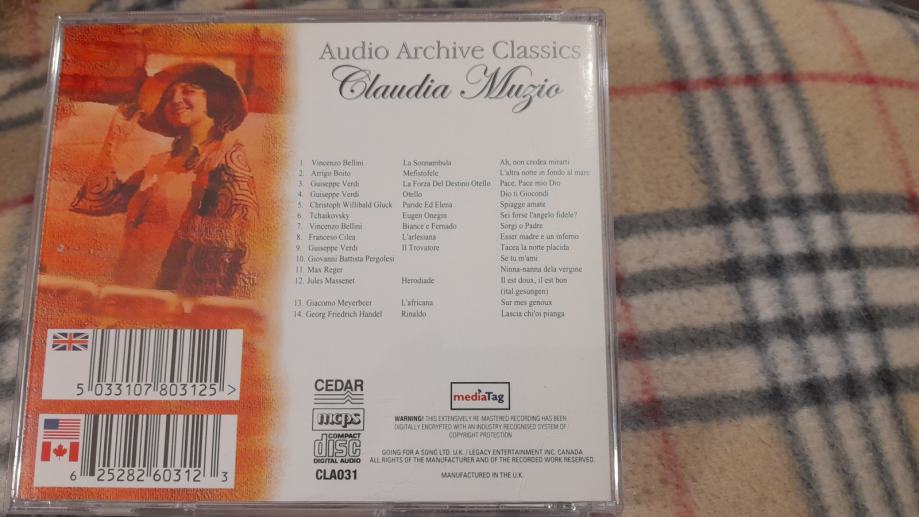 Audio Archive Classics
Claudia Muzio
1. Vincenzo Bellini La Sonnambula Ah, non credea mirarti
2. Arrigo Boito Mefistofele L'altra notte in fondo al mare
3. Guiseppe Verdi La Forza Del Destino Otello Pace, Pace mio Dio
4. Guiseppe Verdi Otello Dio ti Giocondi
5. Christoph Willibald Gluck Paride Ed Elena Spiagge amate
6. Tchaikovsky Eugen Onegin Sei forse l'angelo fidele?
7. Vincenzo Bellini Biance e Fernado Sorgi o Padre
8. Franceso Cilea L'arlesiana Esser madre e un inferno
9. Guiseppe Verdi Il Trovatore Tacea la notte placida
10. Giovanni Battista Pergolesi Se tu m'ami
11. Max Reger Ninna-nanna dela vergine
12. Jules Massenet Herodiade Il est doux, il est bon
(ital.gesungen)
13. Giacomo Meyerbeer L'africana Sur mes genoux
14. Georg Friedrich Handel Rinaldo Lascia chi'oi pianga
5 033107 803125 >
6 25282 60312 3
CEDAR
mcps
COMPACT
disc
DIGITAL AUDIO
CLA031
mediaTag
WARNING! THIS EXTENSIVELY RE-MASTERED RECORDING HAS BEEN
DIGITALLY ENCRYPTED WITH AN INDUSTRY RECOGNISED SYSTEM OF
COPYRIGHT PROTECTION
GOING FOR A SONG LTD. U.K. / LEGACY ENTERTAINMENT INC. CANADA
ALL RIGHTS OF THE MANUFACTURER AND OF THE RECORDED WORK RESERVED.
MANUFACTURED IN THE U.K.